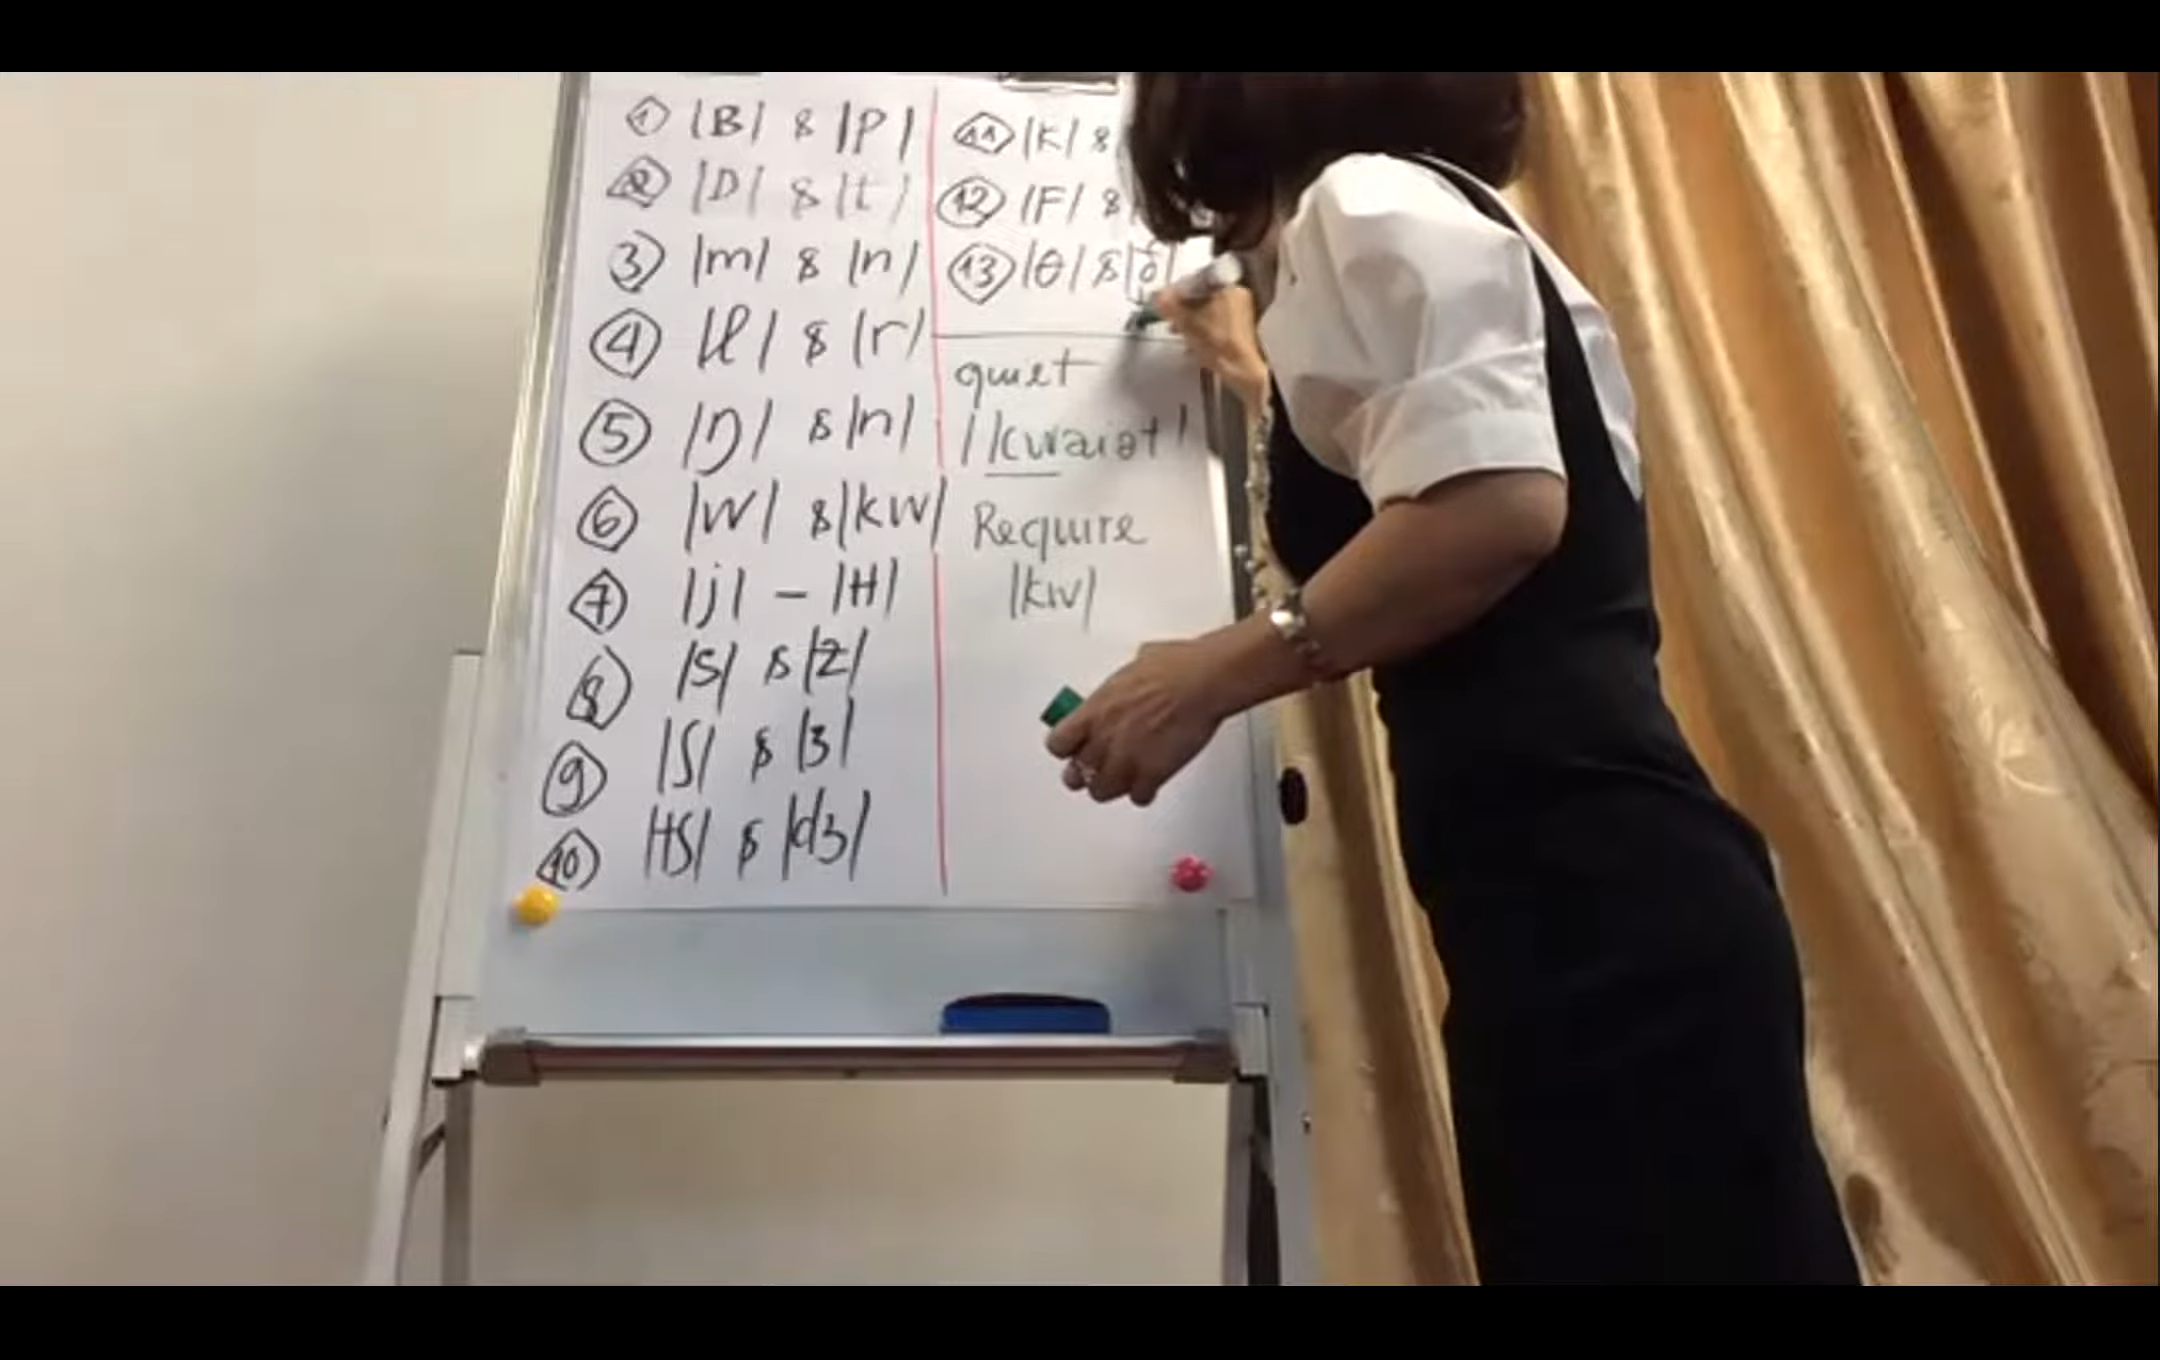 1 /B/ & /P/
2 /D/ & /t/
3 /m/ & /n/
4 /l/ & /r/
5 /ŋ/ & /n/
6 /w/ & /kw/
7 /j/ – /H/
8 /s/ & /z/
9 /ʃ/ & /ʒ/
10 /tʃ/ & /dʒ/
11 /K/ &
12 /F/ &
13 /θ/ & /ð/
quiet
/kwaiət/
Require
/kw/